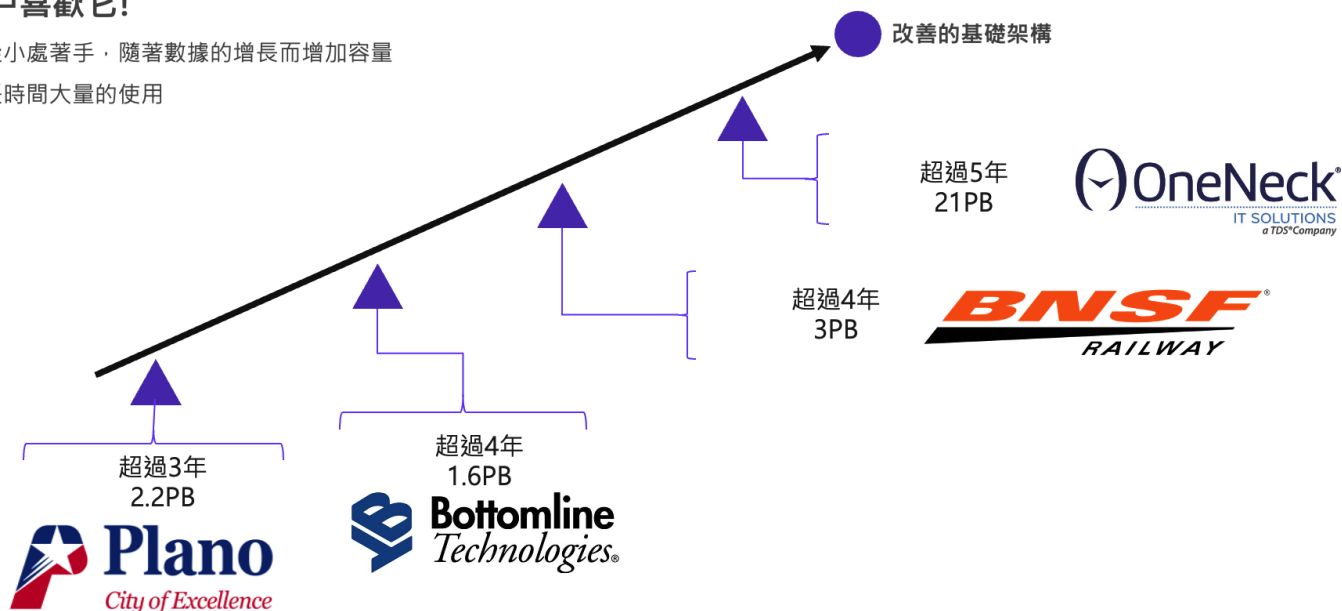 喜歡它!
小處著手，隨著數據的增長而增加容量
時間大量的使用
改善的基礎架構
超過5年
21PB
OneNeck®
IT SOLUTIONS
a TDS® Company
超過4年
3PB
BNSF®
RAILWAY
超過4年
1.6PB
Bottomline
Technologies®
超過3年
2.2PB
Plano
City of Excellence